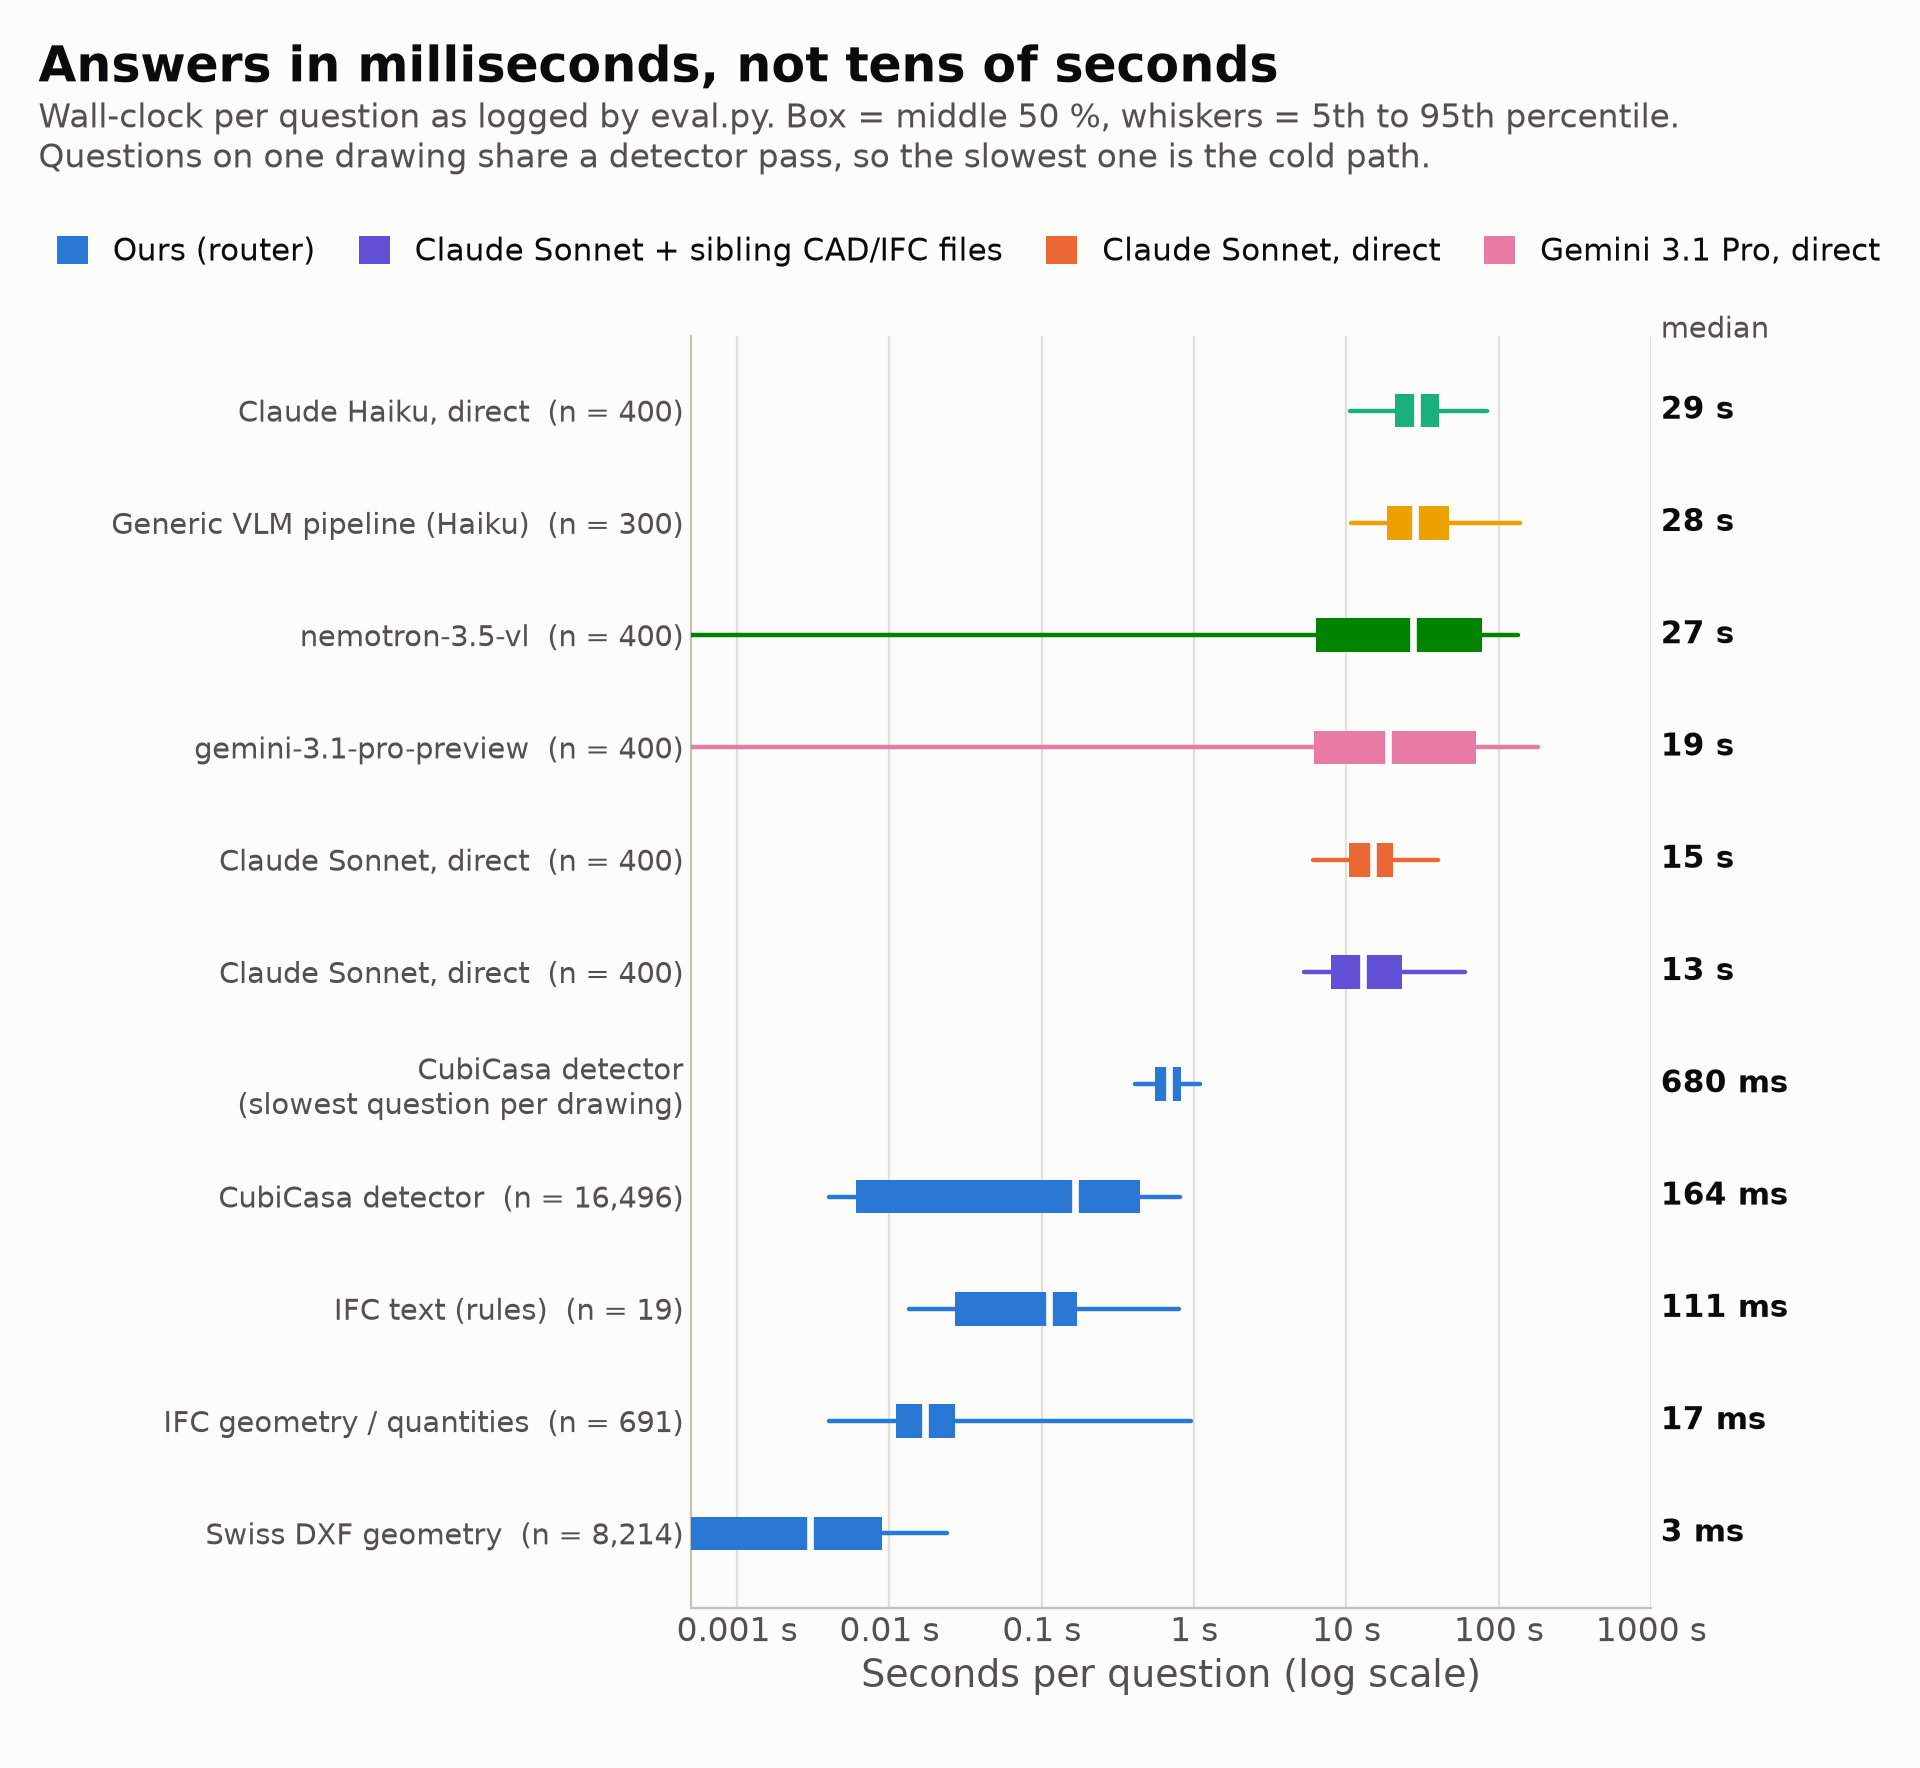 Answers in milliseconds, not tens of seconds
Wall-clock per question as logged by eval.py. Box = middle 50 %, whiskers = 5th to 95th percentile.
Questions on one drawing share a detector pass, so the slowest one is the cold path.
Ours (router) Claude Sonnet + sibling CAD/IFC files Claude Sonnet, direct Gemini 3.1 Pro, direct
median
Claude Haiku, direct (n = 400) 29 s
Generic VLM pipeline (Haiku) (n = 300) 28 s
nemotron-3.5-vl (n = 400) 27 s
gemini-3.1-pro-preview (n = 400) 19 s
Claude Sonnet, direct (n = 400) 15 s
Claude Sonnet, direct (n = 400) 13 s
CubiCasa detector
(slowest question per drawing) 680 ms
CubiCasa detector (n = 16,496) 164 ms
IFC text (rules) (n = 19) 111 ms
IFC geometry / quantities (n = 691) 17 ms
Swiss DXF geometry (n = 8,214) 3 ms
0.001 s 0.01 s 0.1 s 1 s 10 s 100 s 1000 s
Seconds per question (log scale)